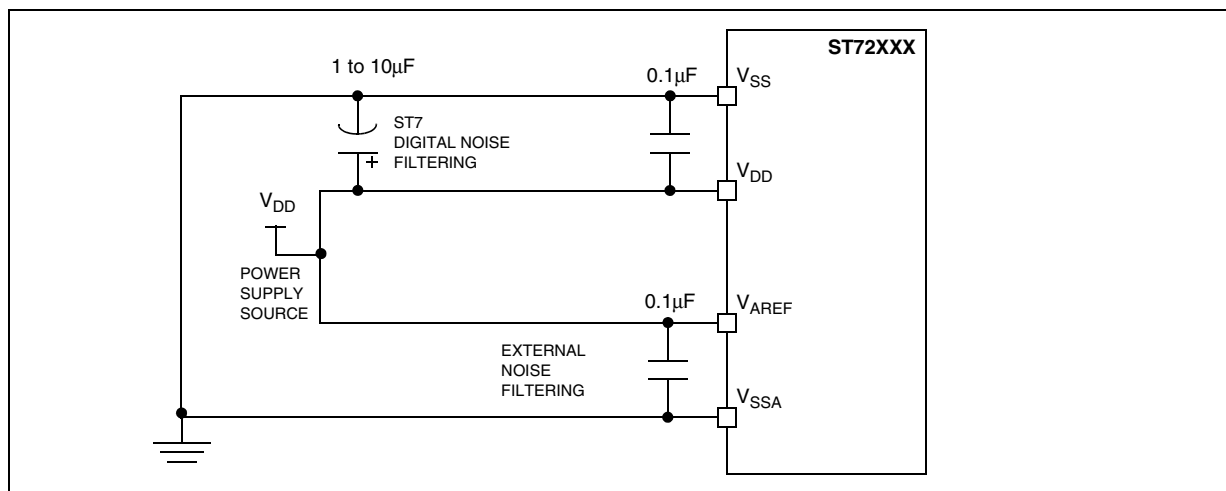 ST72XXX
1 to 10μF
0.1μF
VSS
ST7
DIGITAL NOISE
FILTERING
+
VDD
VDD
POWER
SUPPLY
SOURCE
0.1μF
VAREF
EXTERNAL
NOISE
FILTERING
VSSA